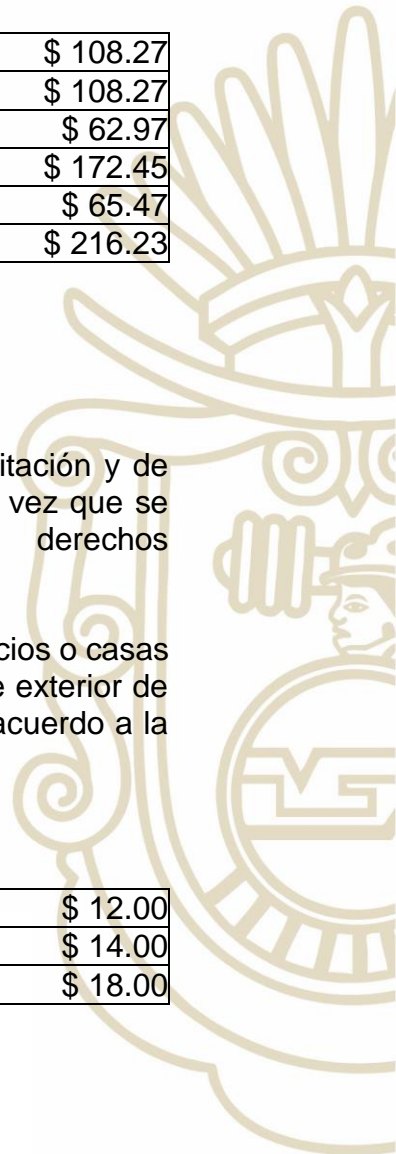 $ 108.27
$ 108.27
$ 62.97
$ 172.45
$ 65.47
$ 216.23
itación y de
vez que se
derechos
cios o casas
e exterior de
acuerdo a la
$ 12.00
$ 14.00
$ 18.00